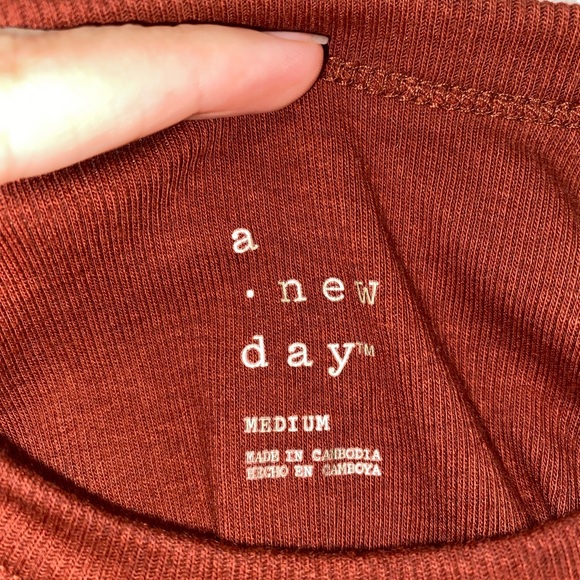 a
· new
day™
MEDIUM
MADE IN CAMBODIA
HECHO EN CAMBOYA